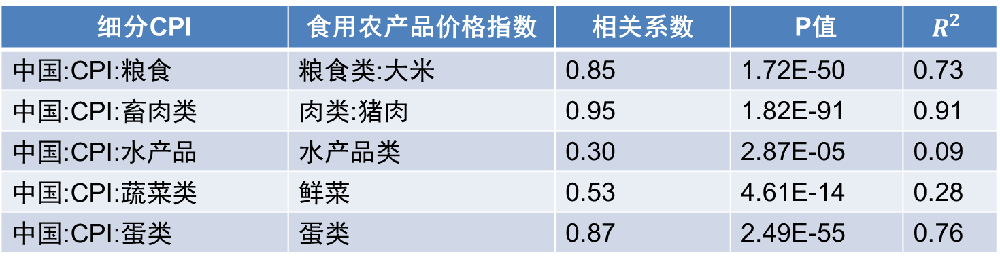 细分CPI 食用农产品价格指数 相关系数 P值 R²
中国:CPI:粮食 粮食类:大米 0.85 1.72E-50 0.73
中国:CPI:畜肉类 肉类:猪肉 0.95 1.82E-91 0.91
中国:CPI:水产品 水产品类 0.30 2.87E-05 0.09
中国:CPI:蔬菜类 鲜菜 0.53 4.61E-14 0.28
中国:CPI:蛋类 蛋类 0.87 2.49E-55 0.76